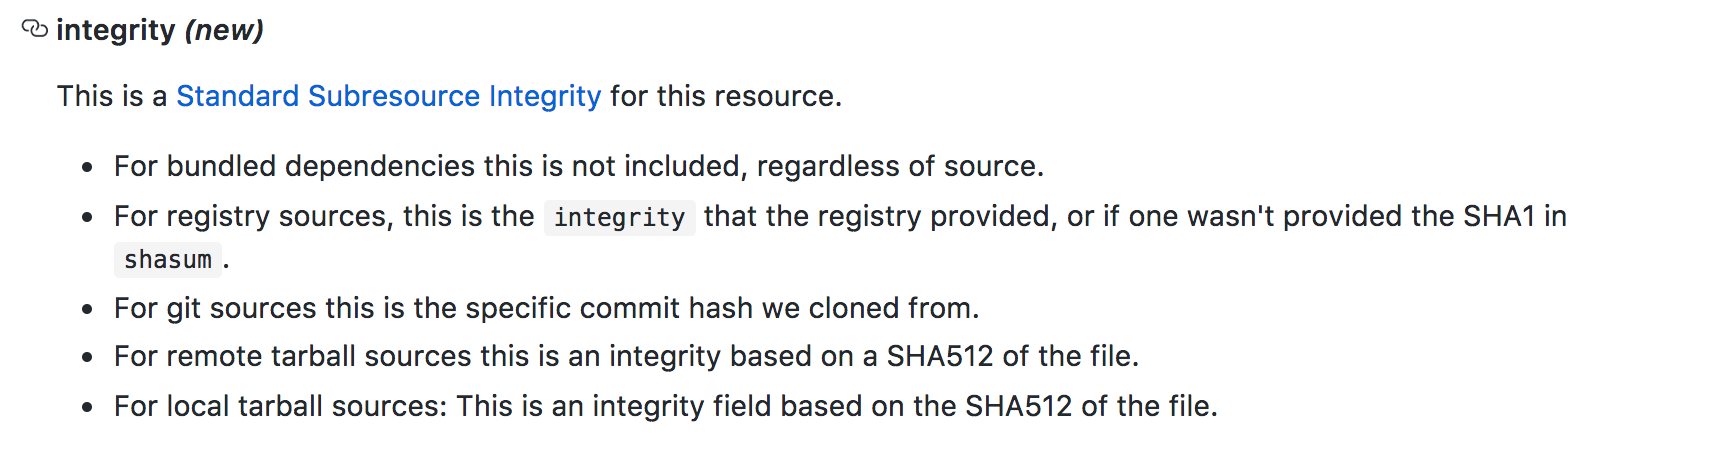 integrity (new)
This is a Standard Subresource Integrity for this resource.
• For bundled dependencies this is not included, regardless of source.
• For registry sources, this is the integrity that the registry provided, or if one wasn't provided the SHA1 in
shasum.
• For git sources this is the specific commit hash we cloned from.
• For remote tarball sources this is an integrity based on a SHA512 of the file.
• For local tarball sources: This is an integrity field based on the SHA512 of the file.